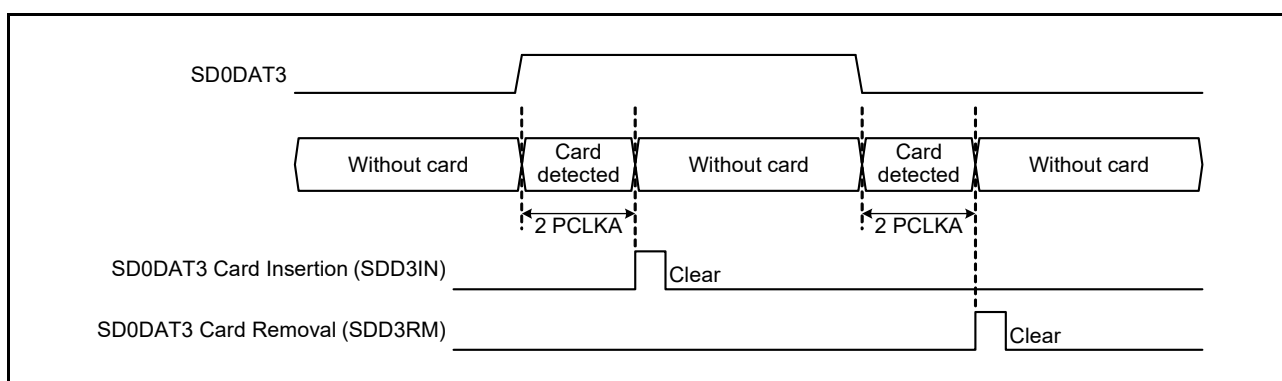 SD0DAT3
Without card
Card
detected
Without card
Card
detected
Without card
2 PCLKA
2 PCLKA
SD0DAT3 Card Insertion (SDD3IN)
Clear
SD0DAT3 Card Removal (SDD3RM)
Clear